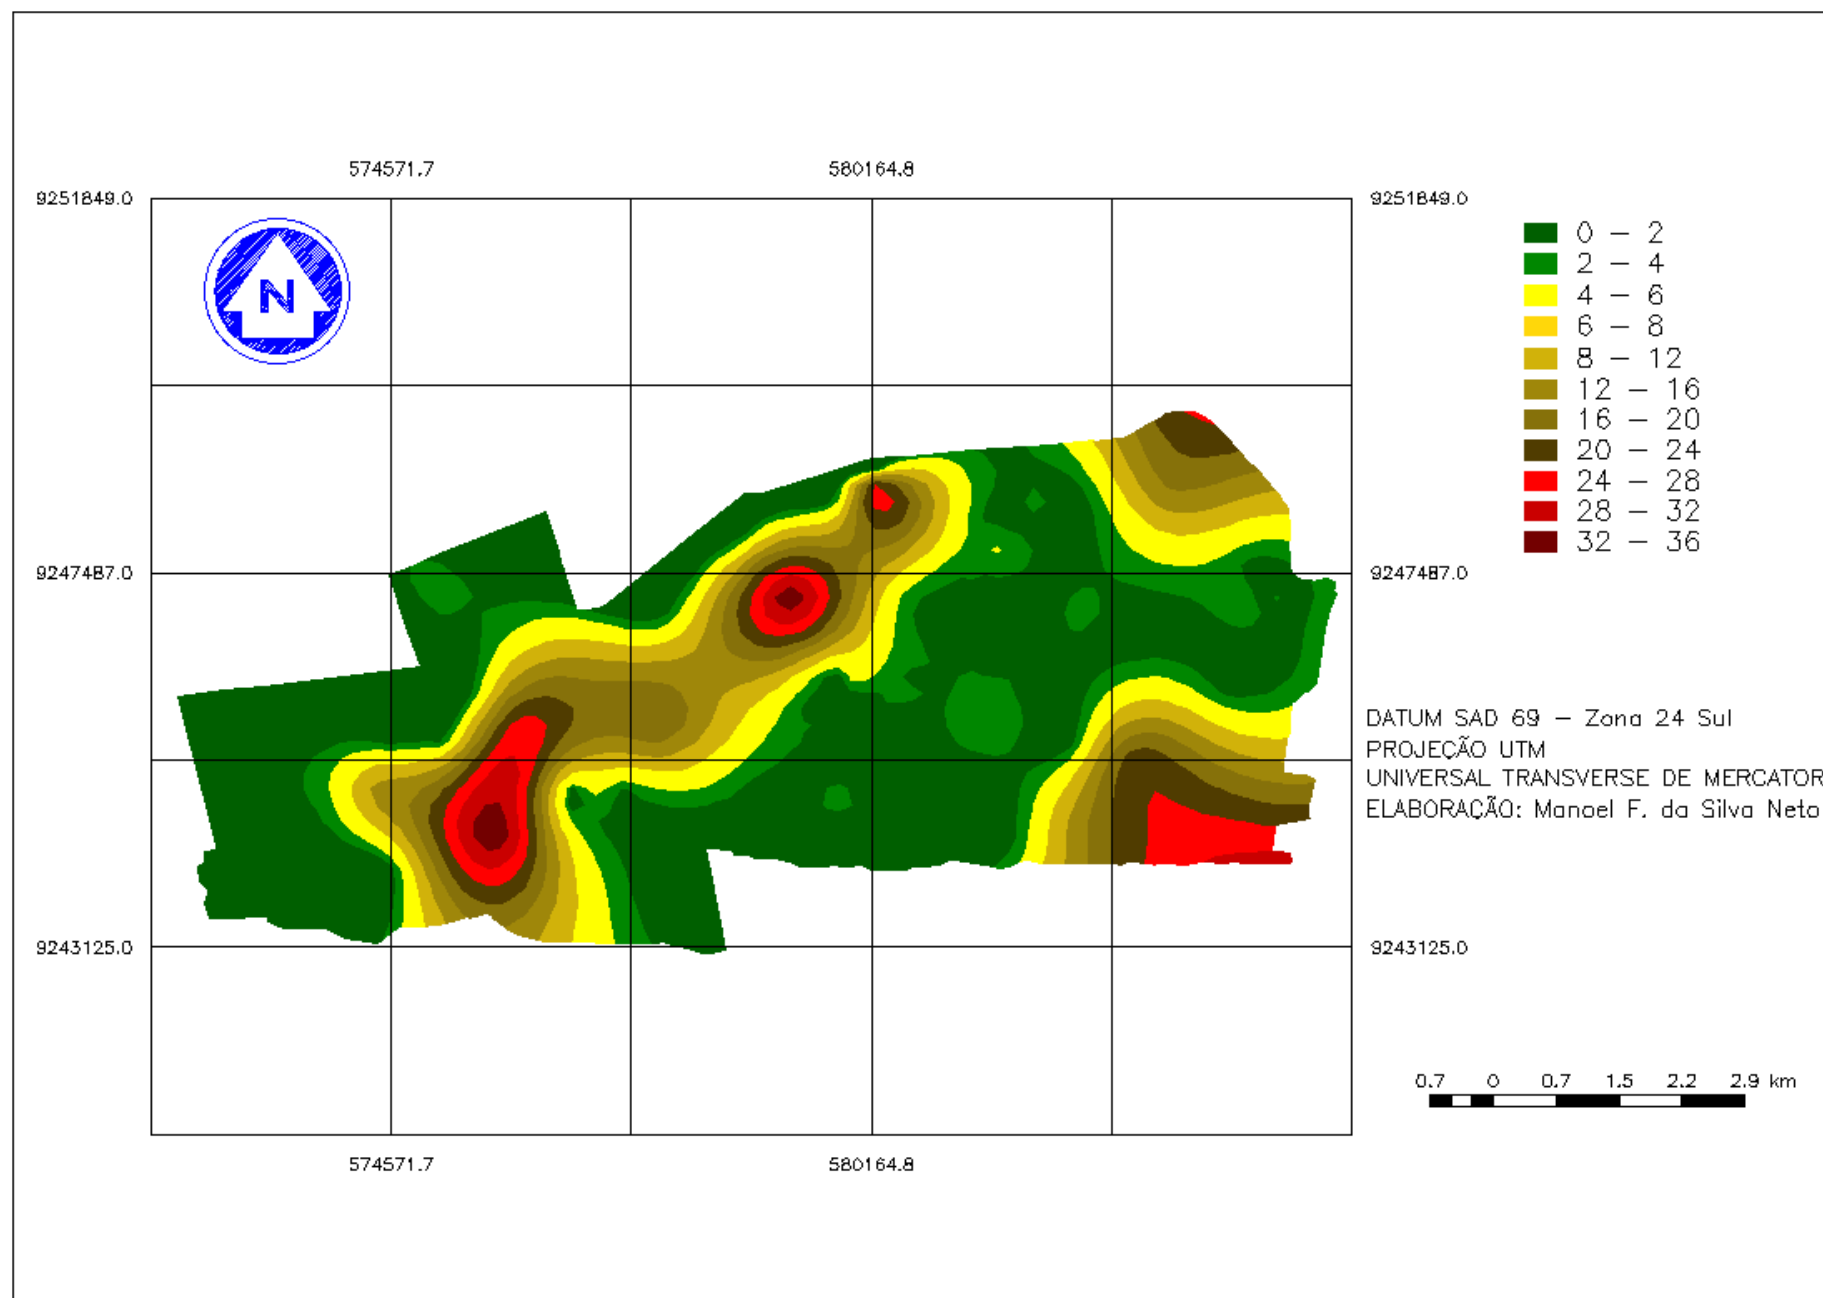 574571.7 580164.8
9251849.0 9251849.0
N
0 – 2
2 – 4
4 – 6
6 – 8
8 – 12
12 – 16
16 – 20
20 – 24
24 – 28
28 – 32
32 – 36
9247487.0 9247487.0
DATUM SAD 69 – Zona 24 Sul
PROJEÇÃO UTM
UNIVERSAL TRANSVERSE DE MERCATOR
ELABORAÇÃO: Manoel F. da Silva Neto
9243125.0 9243125.0
0.7 0 0.7 1.5 2.2 2.9 km
574571.7 580164.8